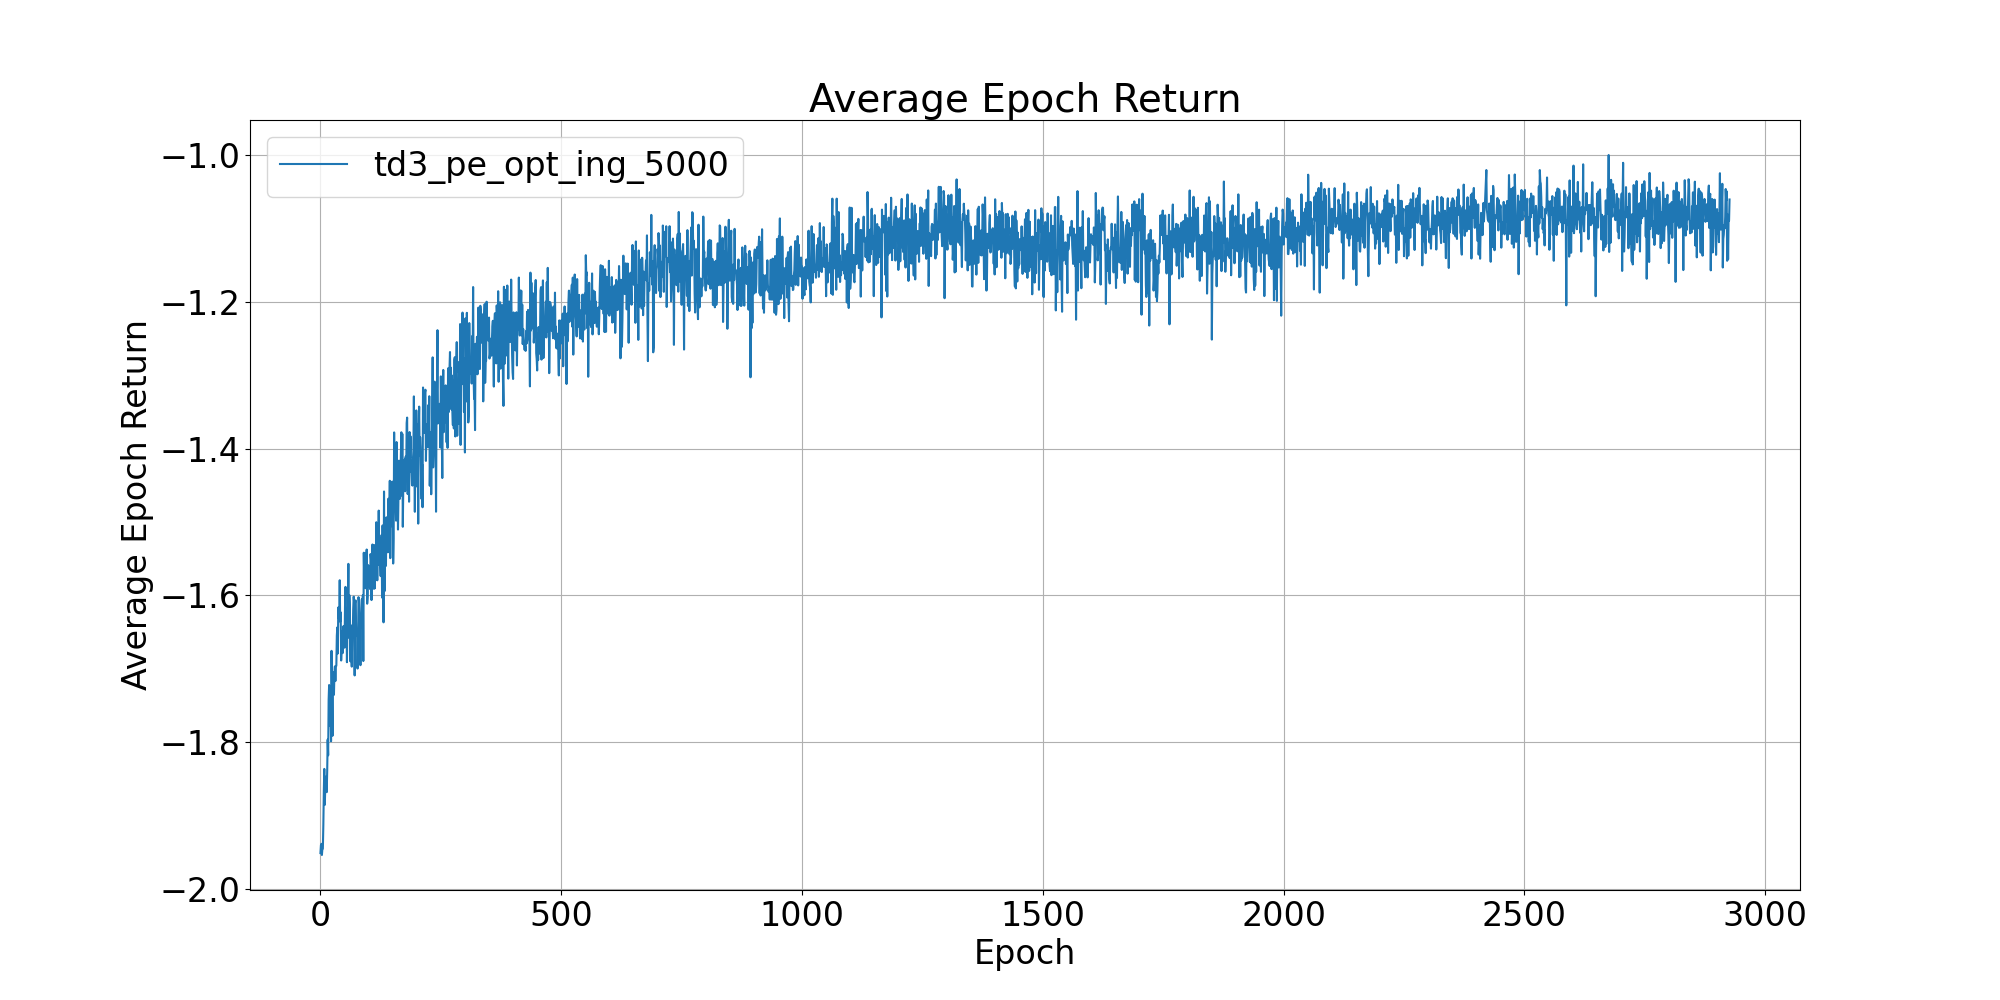 Average Epoch Return
td3_pe_opt_ing_5000
Average Epoch Return
−1.0
−1.2
−1.4
−1.6
−1.8
−2.0
0 500 1000 1500 2000 2500 3000
Epoch